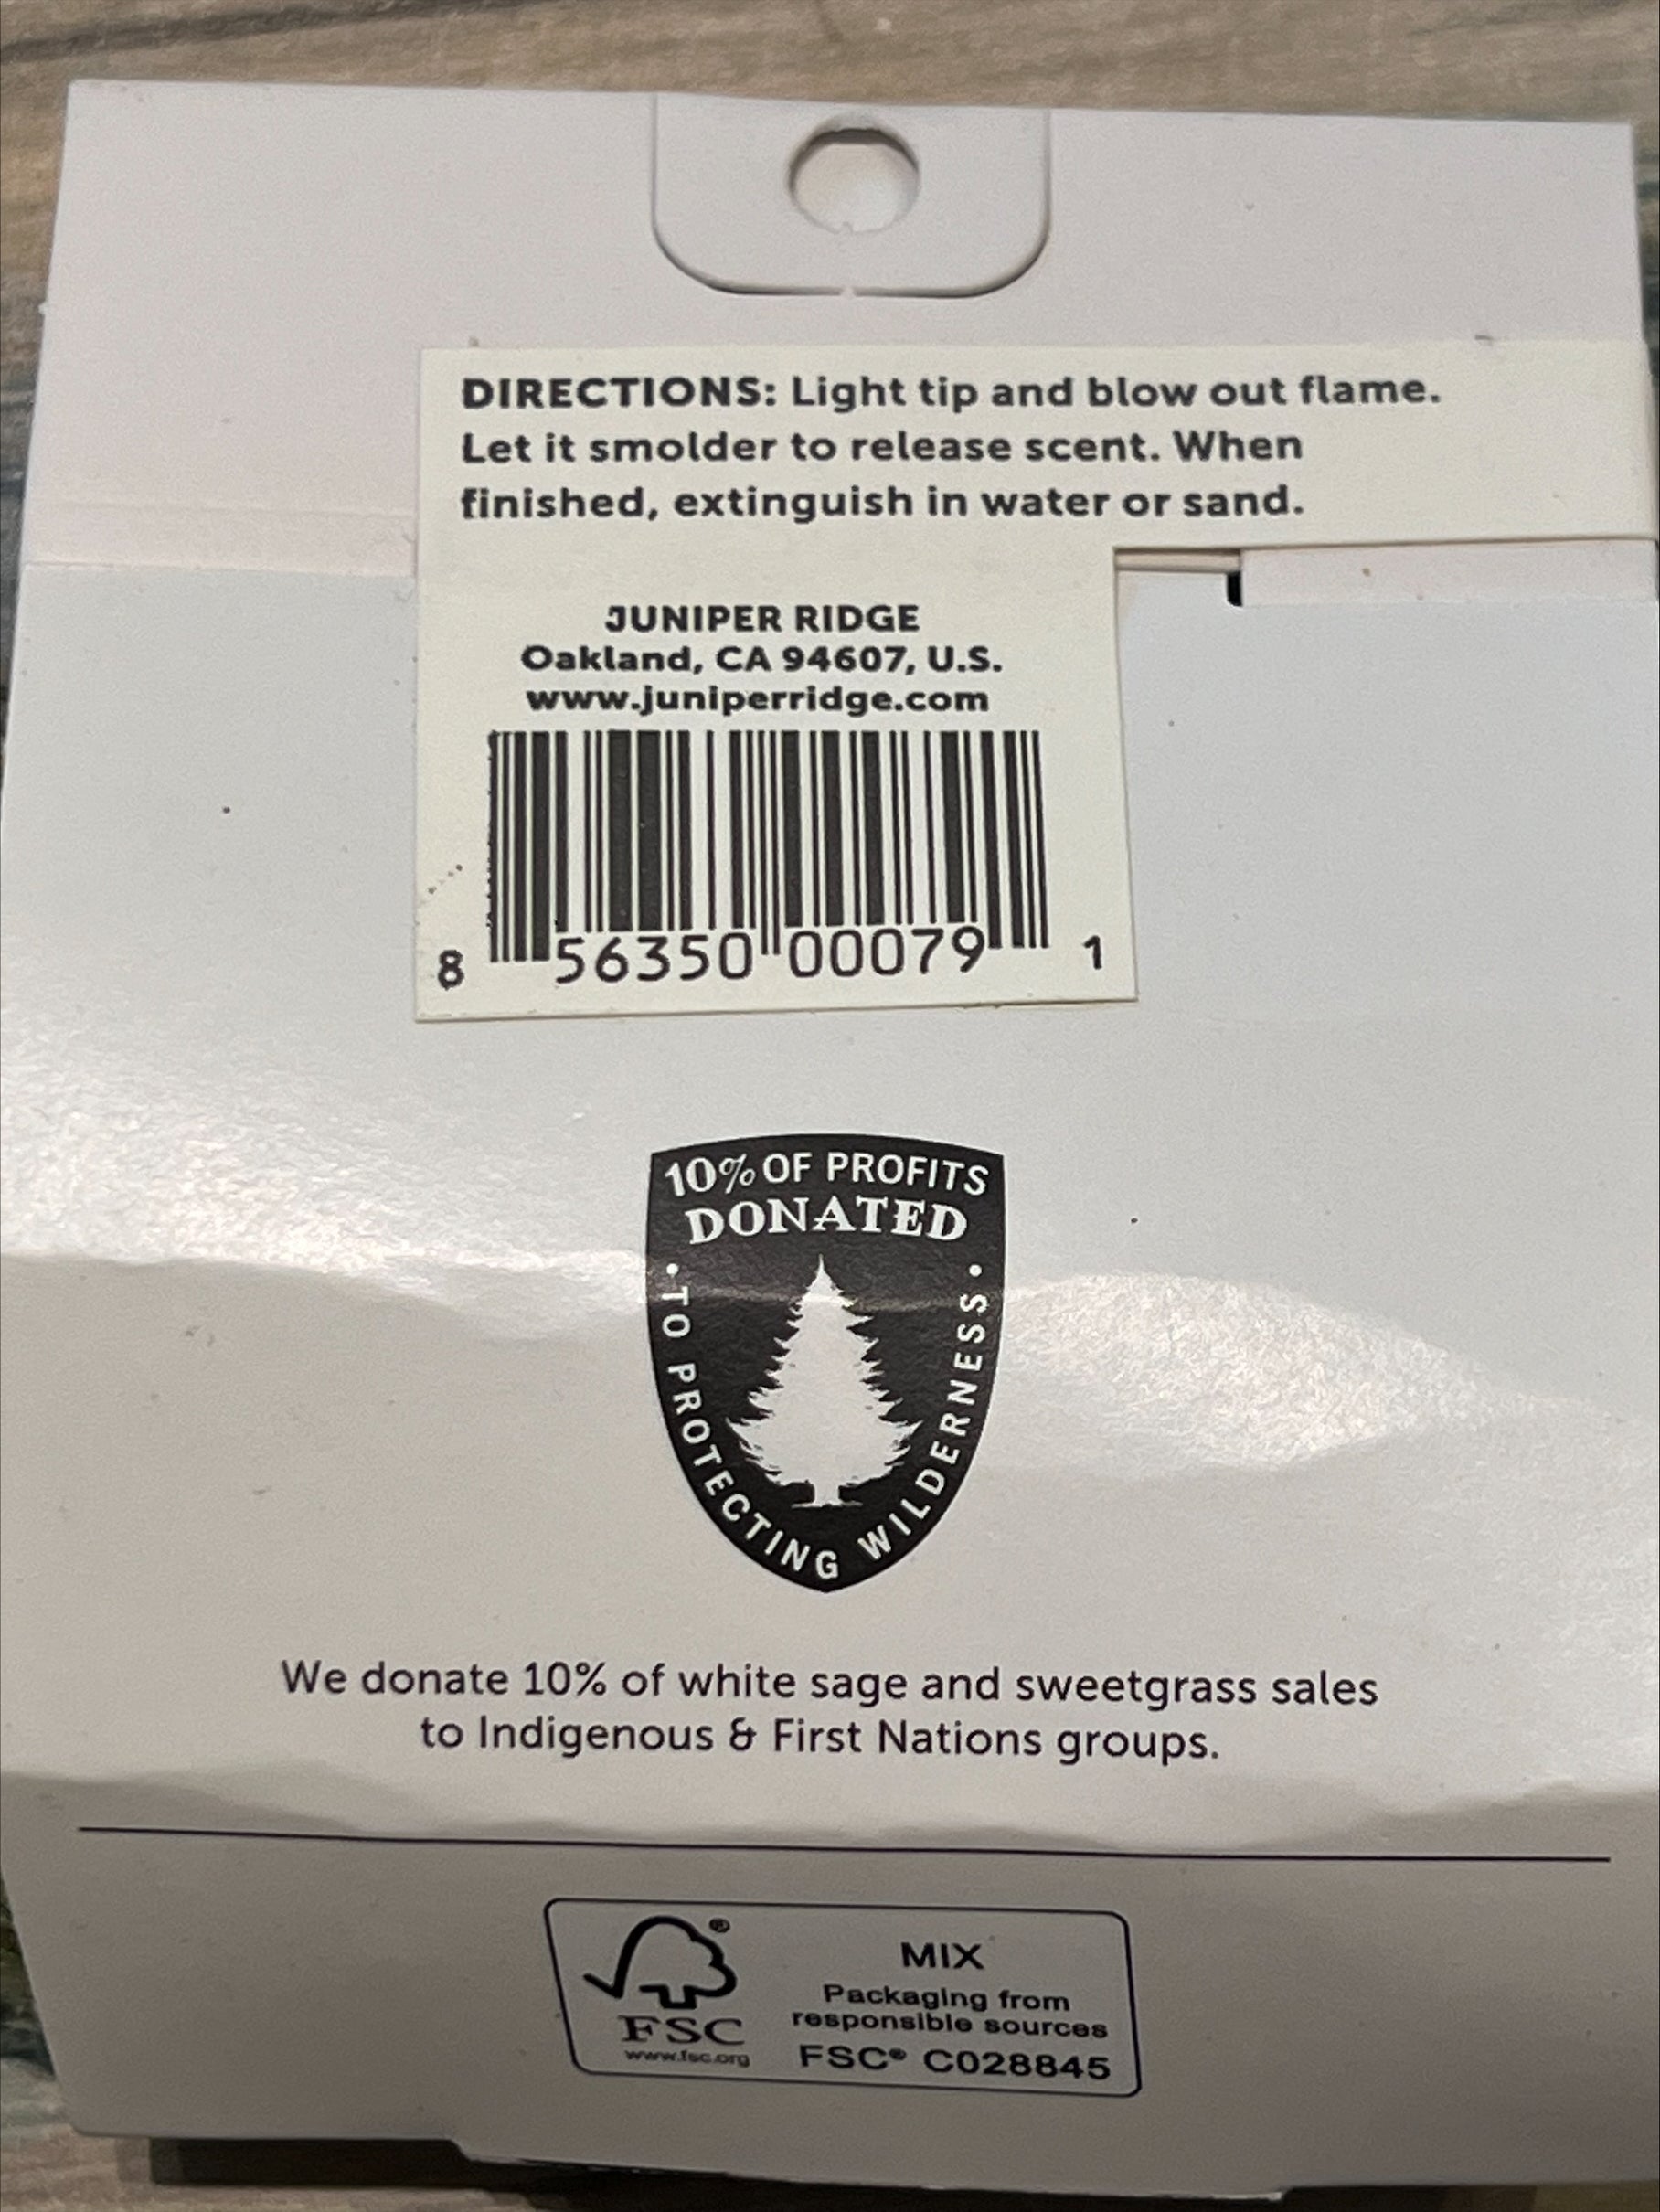 DIRECTIONS: Light tip and blow out flame.
Let it smolder to release scent. When
finished, extinguish in water or sand.
JUNIPER RIDGE
Oakland, CA 94607, U.S.
www.juniperridge.com
8 56350 00079 1
10% OF PROFITS
DONATED
• TO PROTECTING WILDERNESS •
We donate 10% of white sage and sweetgrass sales
to Indigenous & First Nations groups.
®
FSC
www.fsc.org
MIX
Packaging from
responsible sources
FSC® C028845